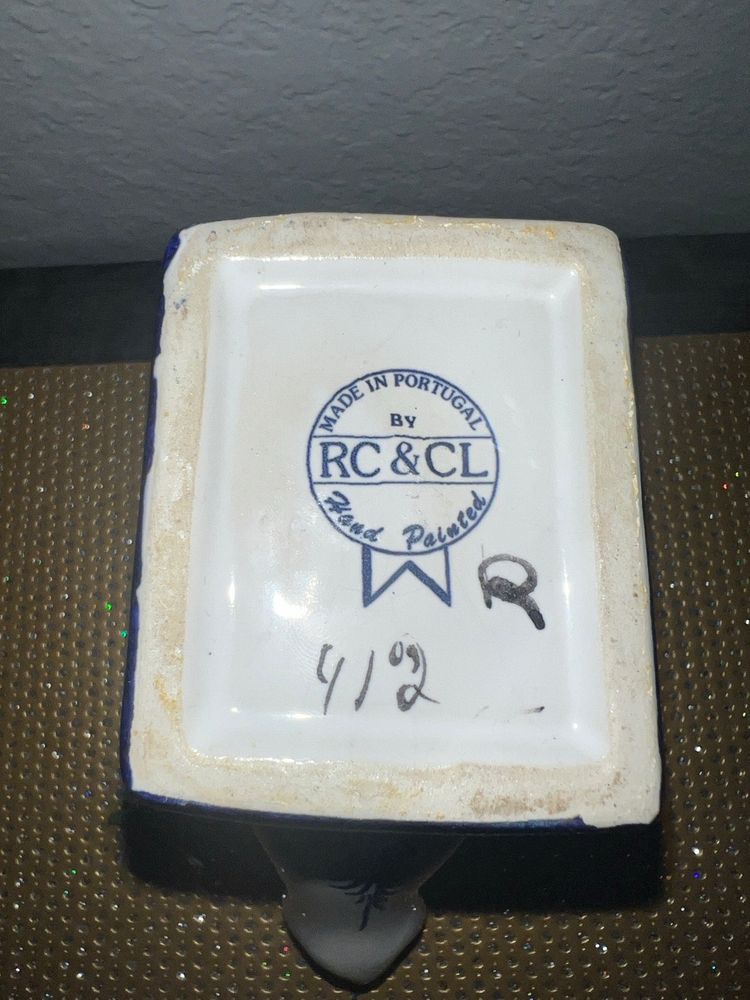 MADE IN PORTUGAL
BY
RC & CL
Hand Painted
R
412